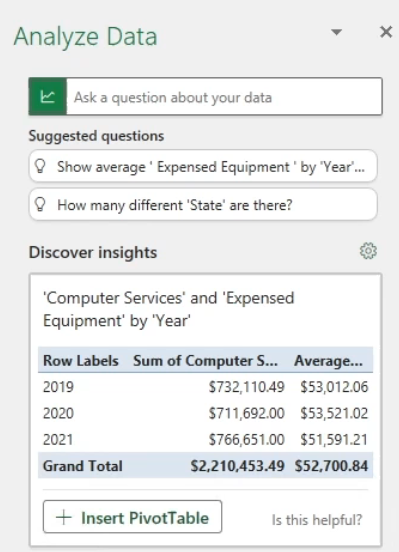 Analyze Data
Ask a question about your data
Suggested questions
Show average ' Expensed Equipment ' by 'Year'...
How many different 'State' are there?
Discover insights
'Computer Services' and 'Expensed
Equipment' by 'Year'
Row Labels Sum of Computer S... Average...
2019 $732,110.49 $53,012.06
2020 $711,692.00 $53,521.02
2021 $766,651.00 $51,591.21
Grand Total $2,210,453.49 $52,700.84
+ Insert PivotTable Is this helpful?